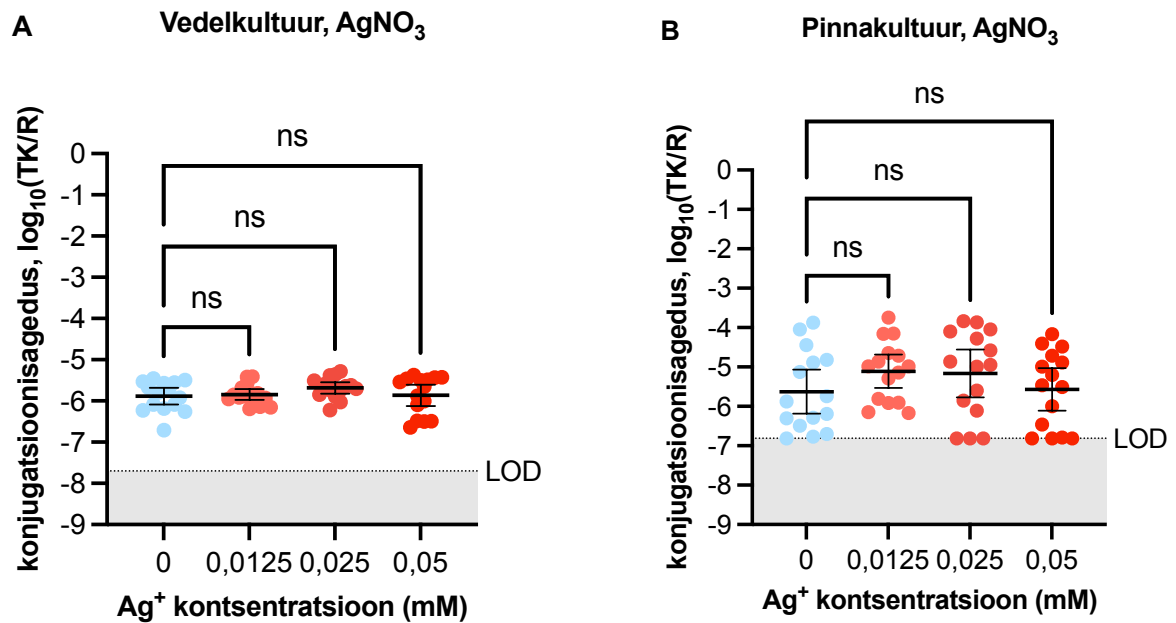 A
Vedelkultuur, AgNO₃
konjugatsioonisagedus, log₁₀(TK/R)
0
-1
-2
-3
-4
-5
-6
-7
-8
-9
ns
ns
ns
LOD
0 0,0125 0,025 0,05
Ag⁺ kontsentratsioon (mM)
B
Pinnakultuur, AgNO₃
konjugatsioonisagedus, log₁₀(TK/R)
0
-1
-2
-3
-4
-5
-6
-7
-8
-9
ns
ns
ns
LOD
0 0,0125 0,025 0,05
Ag⁺ kontsentratsioon (mM)